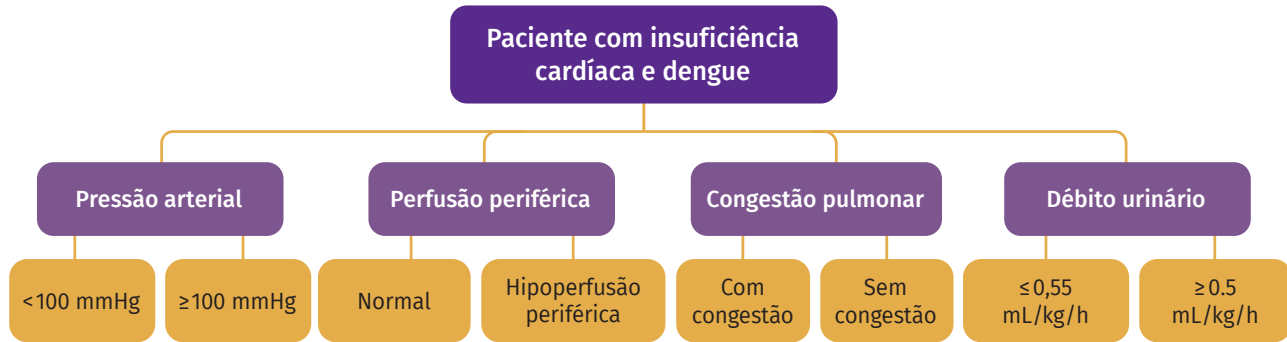 Paciente com insuficiência
cardíaca e dengue
Pressão arterial
Perfusão periférica
Congestão pulmonar
Débito urinário
<100 mmHg
≥100 mmHg
Normal
Hipoperfusão
periférica
Com
congestão
Sem
congestão
≤0,55
mL/kg/h
≥0.5
mL/kg/h